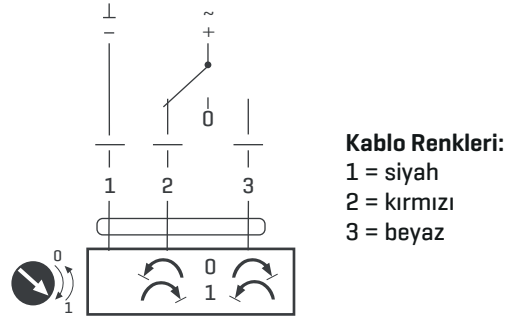 ⊥ ~
– +
0
Kablo Renkleri:
1 = siyah
2 = kırmızı
3 = beyaz
1 2 3
0
1
0
1